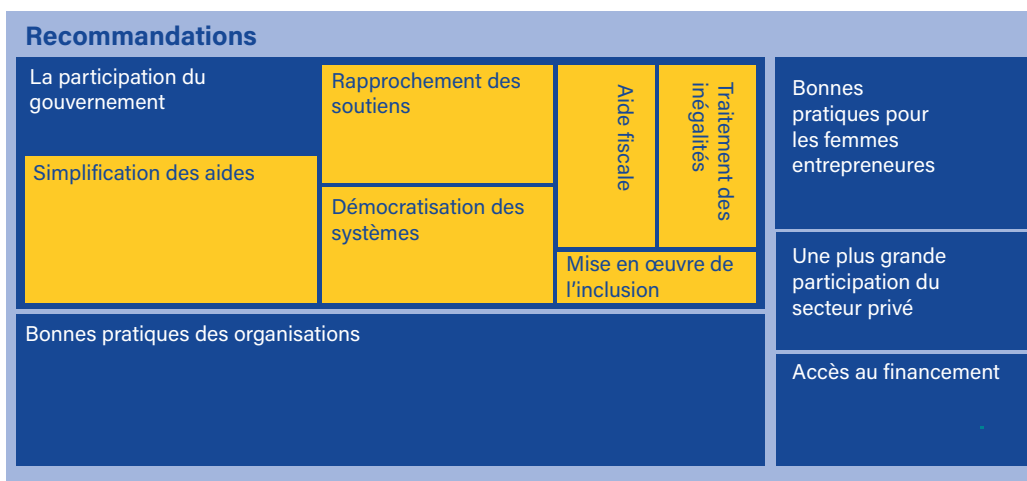 Recommandations
La participation du
gouvernement
Simplification des aides
Rapprochement des
soutiens
Démocratisation des
systèmes
Aide fiscale
Traitement des
inégalités
Mise en œuvre de
l'inclusion
Bonnes pratiques des organisations
Bonnes
pratiques pour
les femmes
entrepreneures
Une plus grande
participation du
secteur privé
Accès au financement